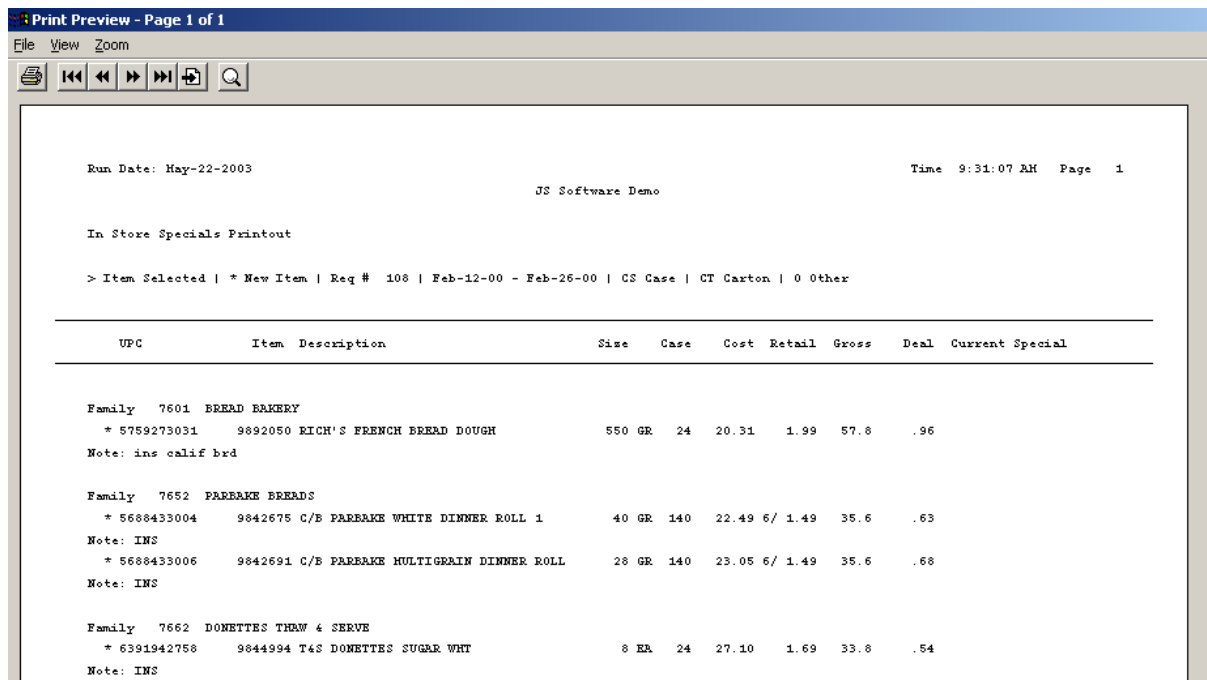 Print Preview - Page 1 of 1
File View Zoom
Run Date: May-22-2003 Time 9:31:07 AM Page 1
JS Software Demo
In Store Specials Printout
> Item Selected | * New Item | Req # 108 | Feb-12-00 - Feb-26-00 | CS Case | CT Carton | O Other
UPC Item Description Size Case Cost Retail Gross Deal Current Special
Family 7601 BREAD BAKERY
* 5759273031 9892050 RICH'S FRENCH BREAD DOUGH 550 GR 24 20.31 1.99 57.8 .96
Note: ins calif brd
Family 7652 PARBAKE BREADS
* 5688433004 9842675 C/B PARBAKE WHITE DINNER ROLL 1 40 GR 140 22.49 6/ 1.49 35.6 .63
Note: INS
* 5688433006 9842691 C/B PARBAKE MULTIGRAIN DINNER ROLL 28 GR 140 23.05 6/ 1.49 35.6 .68
Note: INS
Family 7662 DONETTES THAW & SERVE
* 6391942758 9844994 T&S DONETTES SUGAR WHT 8 EA 24 27.10 1.69 33.8 .54
Note: INS